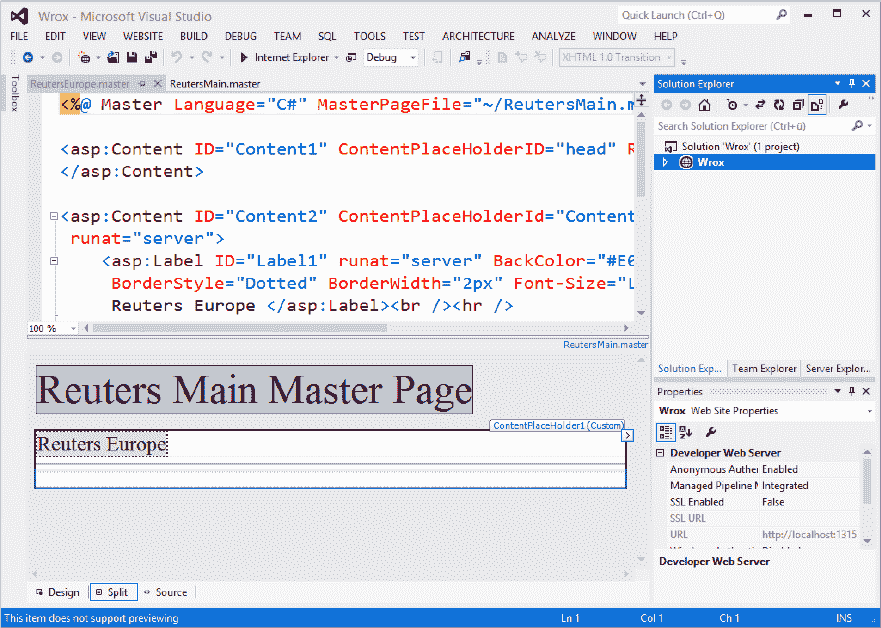 Wrox - Microsoft Visual Studio
Quick Launch (Ctrl+Q)
FILE EDIT VIEW WEBSITE BUILD DEBUG TEAM SQL TOOLS TEST ARCHITECTURE ANALYZE WINDOW HELP
Internet Explorer Debug XHTML 1.0 Transition
Toolbox
ReutersEurope.master ReutersMain.master
<%@ Master Language="C#" MasterPageFile="~/ReutersMain.m
<asp:Content ID="Content1" ContentPlaceHolderID="head" R
</asp:Content>
<asp:Content ID="Content2" ContentPlaceHolderId="Content
runat="server">
<asp:Label ID="Label1" runat="server" BackColor="#E6
BorderStyle="Dotted" BorderWidth="2px" Font-Size="L
Reuters Europe </asp:Label><br /><hr />
100 %
ReutersMain.master
Reuters Main Master Page
ContentPlaceHolder1 (Custom)
Reuters Europe
Design Split Source
Solution Explorer
Search Solution Explorer (Ctrl+ü)
Solution 'Wrox' (1 project)
Wrox
Solution Exp... Team Explorer Server Explor...
Properties
Wrox Web Site Properties
Developer Web Server
Anonymous Auther Enabled
Managed Pipeline M Integrated
SSL Enabled False
SSL URL
URL http://localhost:1315
Developer Web Server
This item does not support previewing Ln 1 Col 1 Ch 1 INS